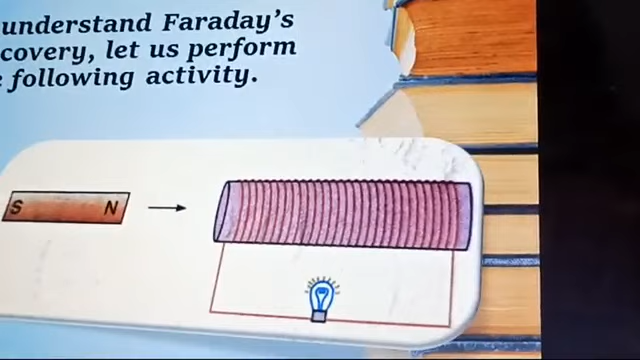 understand Faraday's
covery, let us perform
following activity.
S N